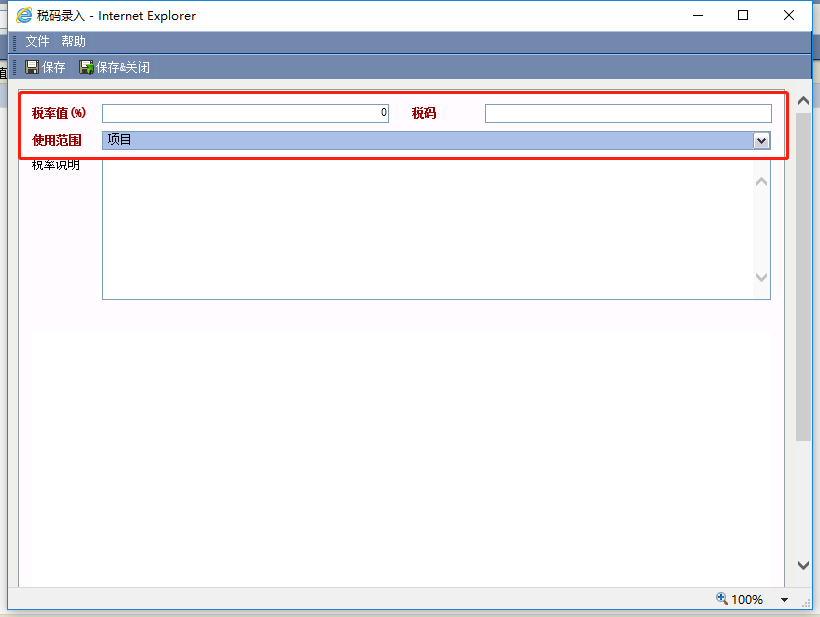 税码录入 - Internet Explorer
文件 帮助
保存 保存&关闭
税率值(%) 0 税码
使用范围 项目
税率说明
100%